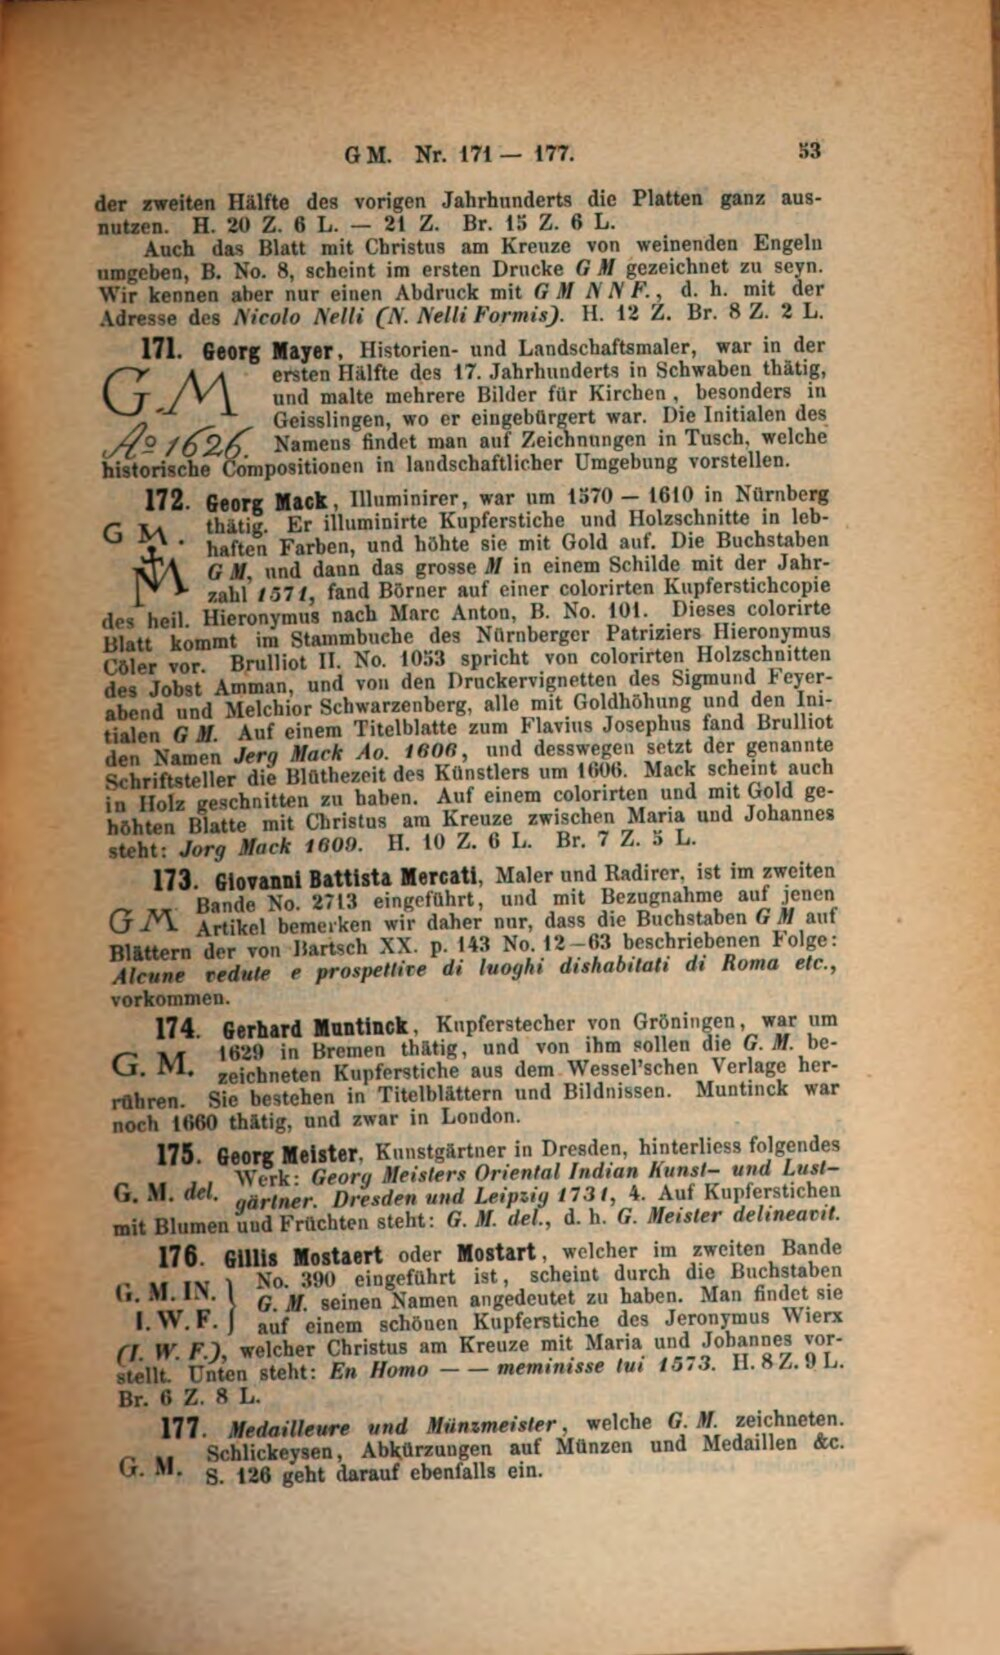 GM. Nr. 171 — 177. 53
der zweiten Hälfte des vorigen Jahrhunderts die Platten ganz aus-
nutzen. H. 20 Z. 6 L. — 21 Z. Br. 15 Z. 6 L.
Auch das Blatt mit Christus am Kreuze von weinenden Engeln
umgeben, B. No. 8, scheint im ersten Drucke G M gezeichnet zu seyn.
Wir kennen aber nur einen Abdruck mit G M N N F., d. h. mit der
Adresse des Nicolo Nelli (N. Nelli Formis). H. 12 Z. Br. 8 Z. 2 L.
171. Georg Mayer, Historien- und Landschaftsmaler, war in der
G.M ersten Hälfte des 17. Jahrhunderts in Schwaben thätig,
und malte mehrere Bilder für Kirchen, besonders in
Geisslingen, wo er eingebürgert war. Die Initialen des
Ao 1626. Namens findet man auf Zeichnungen in Tusch, welche
historische Compositionen in landschaftlicher Umgebung vorstellen.
172. Georg Mack, Illuminirer, war um 1570 — 1610 in Nürnberg
G M. thätig. Er illuminirte Kupferstiche und Holzschnitte in leb-
haften Farben, und höhte sie mit Gold auf. Die Buchstaben
M G M, und dann das grosse M in einem Schilde mit der Jahr-
zahl 1571, fand Börner auf einer colorirten Kupferstichcopie
des heil. Hieronymus nach Marc Anton, B. No. 101. Dieses colorirte
Blatt kommt im Stammbuche des Nürnberger Patriziers Hieronymus
Cöler vor. Brulliot II. No. 1053 spricht von colorirten Holzschnitten
des Jobst Amman, und von den Druckervignetten des Sigmund Feyer-
abend und Melchior Schwarzenberg, alle mit Goldhöhung und den Ini-
tialen G M. Auf einem Titelblatte zum Flavius Josephus fand Brulliot
den Namen Jerg Mack Ao. 1606, und desswegen setzt der genannte
Schriftsteller die Blüthezeit des Künstlers um 1606. Mack scheint auch
in Holz geschnitten zu haben. Auf einem colorirten und mit Gold ge-
höhten Blatte mit Christus am Kreuze zwischen Maria und Johannes
steht: Jorg Mack 1609. H. 10 Z. 6 L. Br. 7 Z. 5 L.
173. Giovanni Battista Mercati, Maler und Radirer, ist im zweiten
G M Bande No. 2713 eingeführt, und mit Bezugnahme auf jenen
Artikel bemerken wir daher nur, dass die Buchstaben G M auf
Blättern der von Bartsch XX. p. 143 No. 12—63 beschriebenen Folge:
Alcune vedute e prospettive di luoghi dishabitati di Roma etc.,
vorkommen.
174. Gerhard Muntinck, Kupferstecher von Gröningen, war um
G. M. 1629 in Bremen thätig, und von ihm sollen die G. M. be-
zeichneten Kupferstiche aus dem Wessel'schen Verlage her-
rühren. Sie bestehen in Titelblättern und Bildnissen. Muntinck war
noch 1660 thätig, und zwar in London.
175. Georg Meister, Kunstgärtner in Dresden, hinterliess folgendes
Werk: Georg Meisters Oriental Indian Kunst- und Lust-
G. M. del. gärtner. Dresden und Leipzig 1731, 4. Auf Kupferstichen
mit Blumen und Früchten steht: G. M. del., d. h. G. Meister delineavit.
176. Gillis Mostaert oder Mostart, welcher im zweiten Bande
G. M. IN. } No. 390 eingeführt ist, scheint durch die Buchstaben
G. M. seinen Namen angedeutet zu haben. Man findet sie
I. W. F. } auf einem schönen Kupferstiche des Jeronymus Wierx
(I. W. F.), welcher Christus am Kreuze mit Maria und Johannes vor-
stellt. Unten steht: En Homo — — meminisse tui 1573. H. 8 Z. 9 L.
Br. 6 Z. 8 L.
177. Medailleure und Münzmeister, welche G. M. zeichneten.
G. M. Schlickeysen, Abkürzungen auf Münzen und Medaillen &c.
S. 126 geht darauf ebenfalls ein.